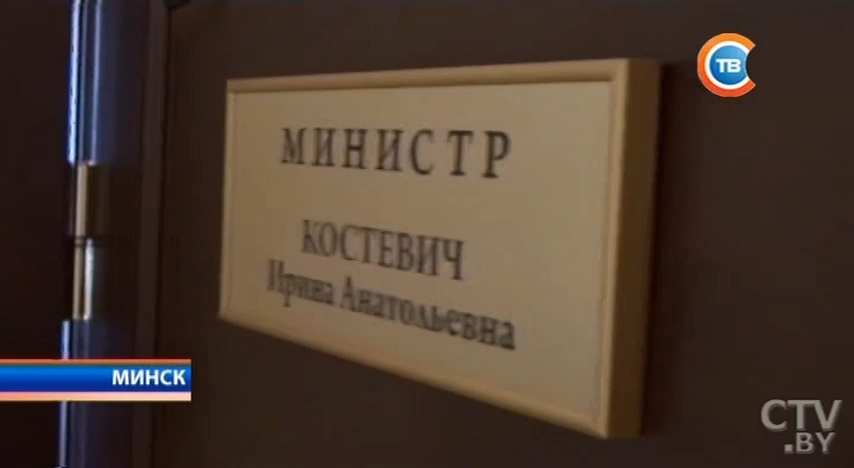 ТВ
МИНИСТР
КОСТЕВИЧ
Ирина Анатольевна
МИНСК
CTV
.BY